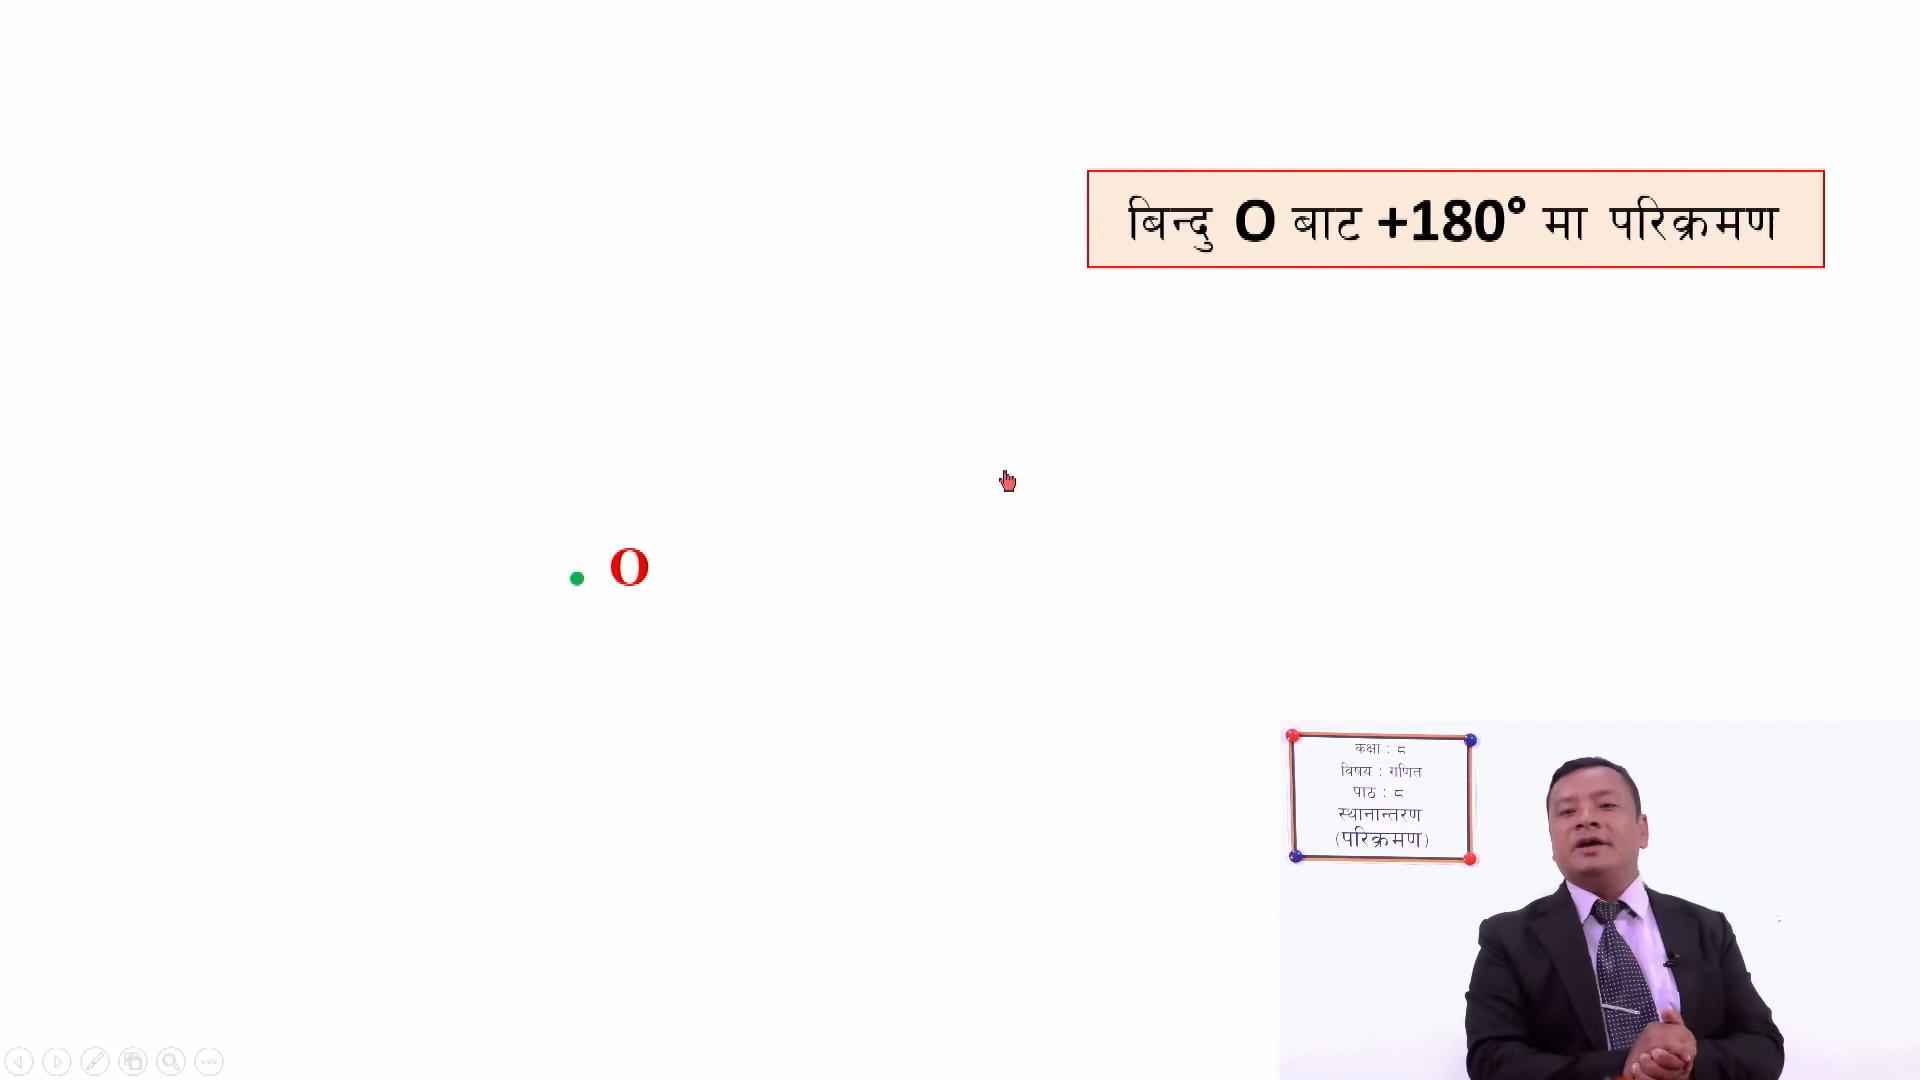 बिन्दु O बाट +180° मा परिक्रमण
O
कक्षा : ८
विषय : गणित
पाठ : ८
स्थानान्तरण
(परिक्रमण)